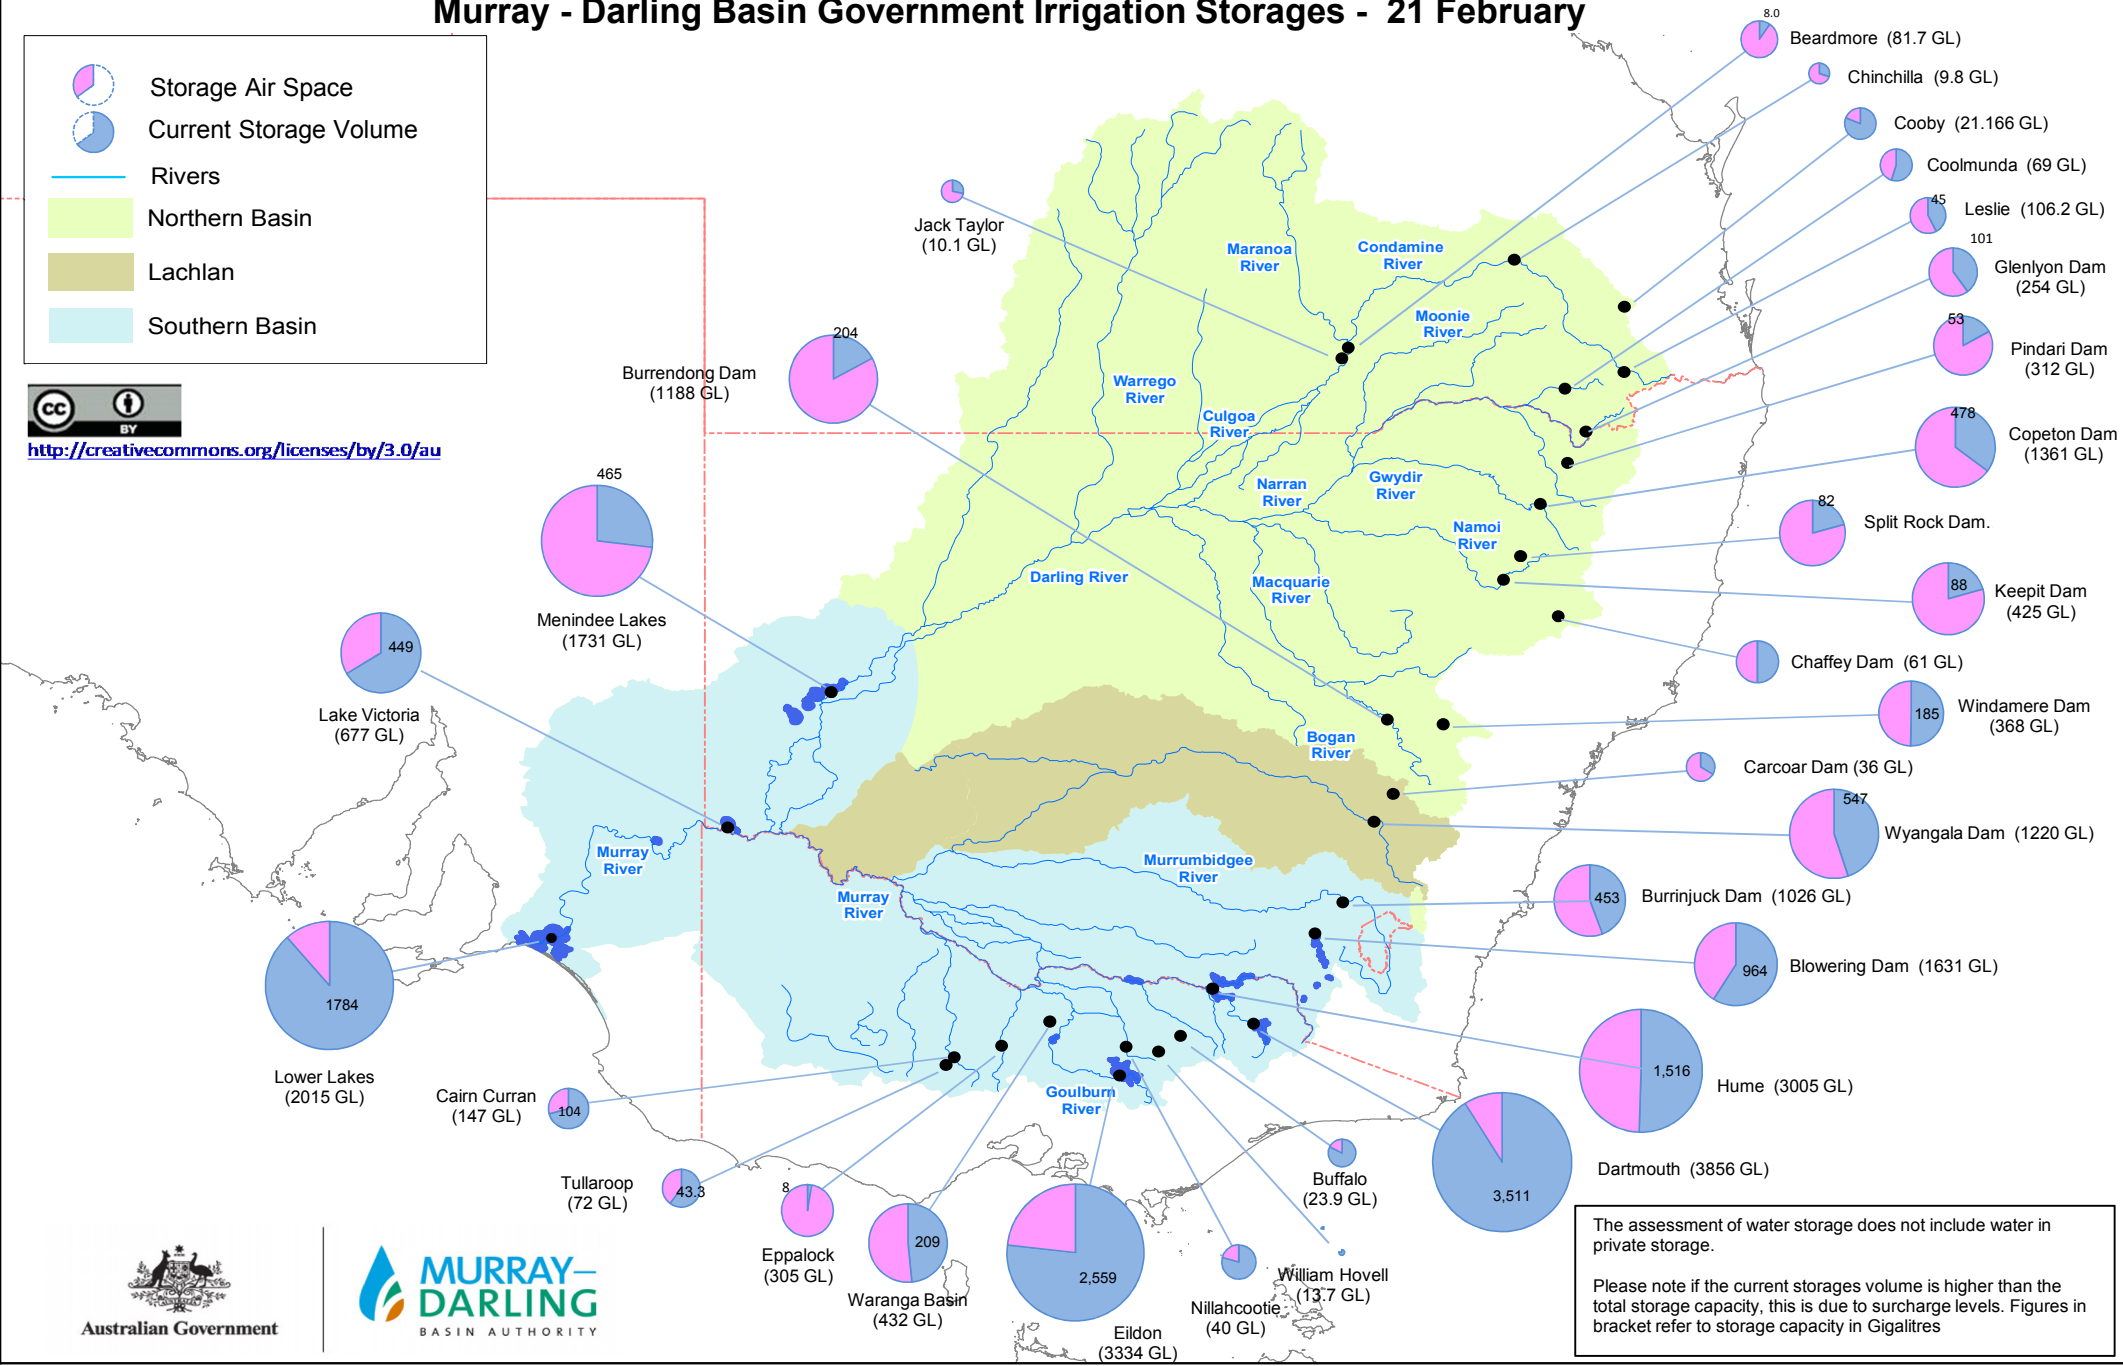 Murray - Darling Basin Government Irrigation Storages - 21 February
Storage Air Space
Current Storage Volume
Rivers
Northern Basin
Lachlan
Southern Basin
cc
BY
http://creativecommons.org/licenses/by/3.0/au
8.0
Beardmore (81.7 GL)
Chinchilla (9.8 GL)
Cooby (21.166 GL)
Coolmunda (69 GL)
45
Leslie (106.2 GL)
101
Glenlyon Dam
(254 GL)
53
Pindari Dam
(312 GL)
478
Copeton Dam
(1361 GL)
82
Split Rock Dam.
88
Keepit Dam
(425 GL)
Chaffey Dam (61 GL)
185
Windamere Dam
(368 GL)
Carcoar Dam (36 GL)
547
Wyangala Dam (1220 GL)
453
Burrinjuck Dam (1026 GL)
964
Blowering Dam (1631 GL)
1,516
Hume (3005 GL)
3,511
Dartmouth (3856 GL)
Jack Taylor
(10.1 GL)
204
Burrendong Dam
(1188 GL)
465
Menindee Lakes
(1731 GL)
449
Lake Victoria
(677 GL)
1784
Lower Lakes
(2015 GL)
Maranoa
River
Condamine
River
Moonie
River
Warrego
River
Culgoa
River
Narran
River
Gwydir
River
Namoi
River
Darling River
Macquarie
River
Bogan
River
Murray
River
Murray
River
Murrumbidgee
River
Goulburn
River
Cairn Curran
(147 GL)
104
Tullaroop
(72 GL)
43.3
8
Eppalock
(305 GL)
209
Waranga Basin
(432 GL)
2,559
Eildon
(3334 GL)
Nillahcootie
(40 GL)
William Hovell
(13.7 GL)
Buffalo
(23.9 GL)
Australian Government
MURRAY–
DARLING
BASIN AUTHORITY
The assessment of water storage does not include water in
private storage.
Please note if the current storages volume is higher than the
total storage capacity, this is due to surcharge levels. Figures in
bracket refer to storage capacity in Gigalitres